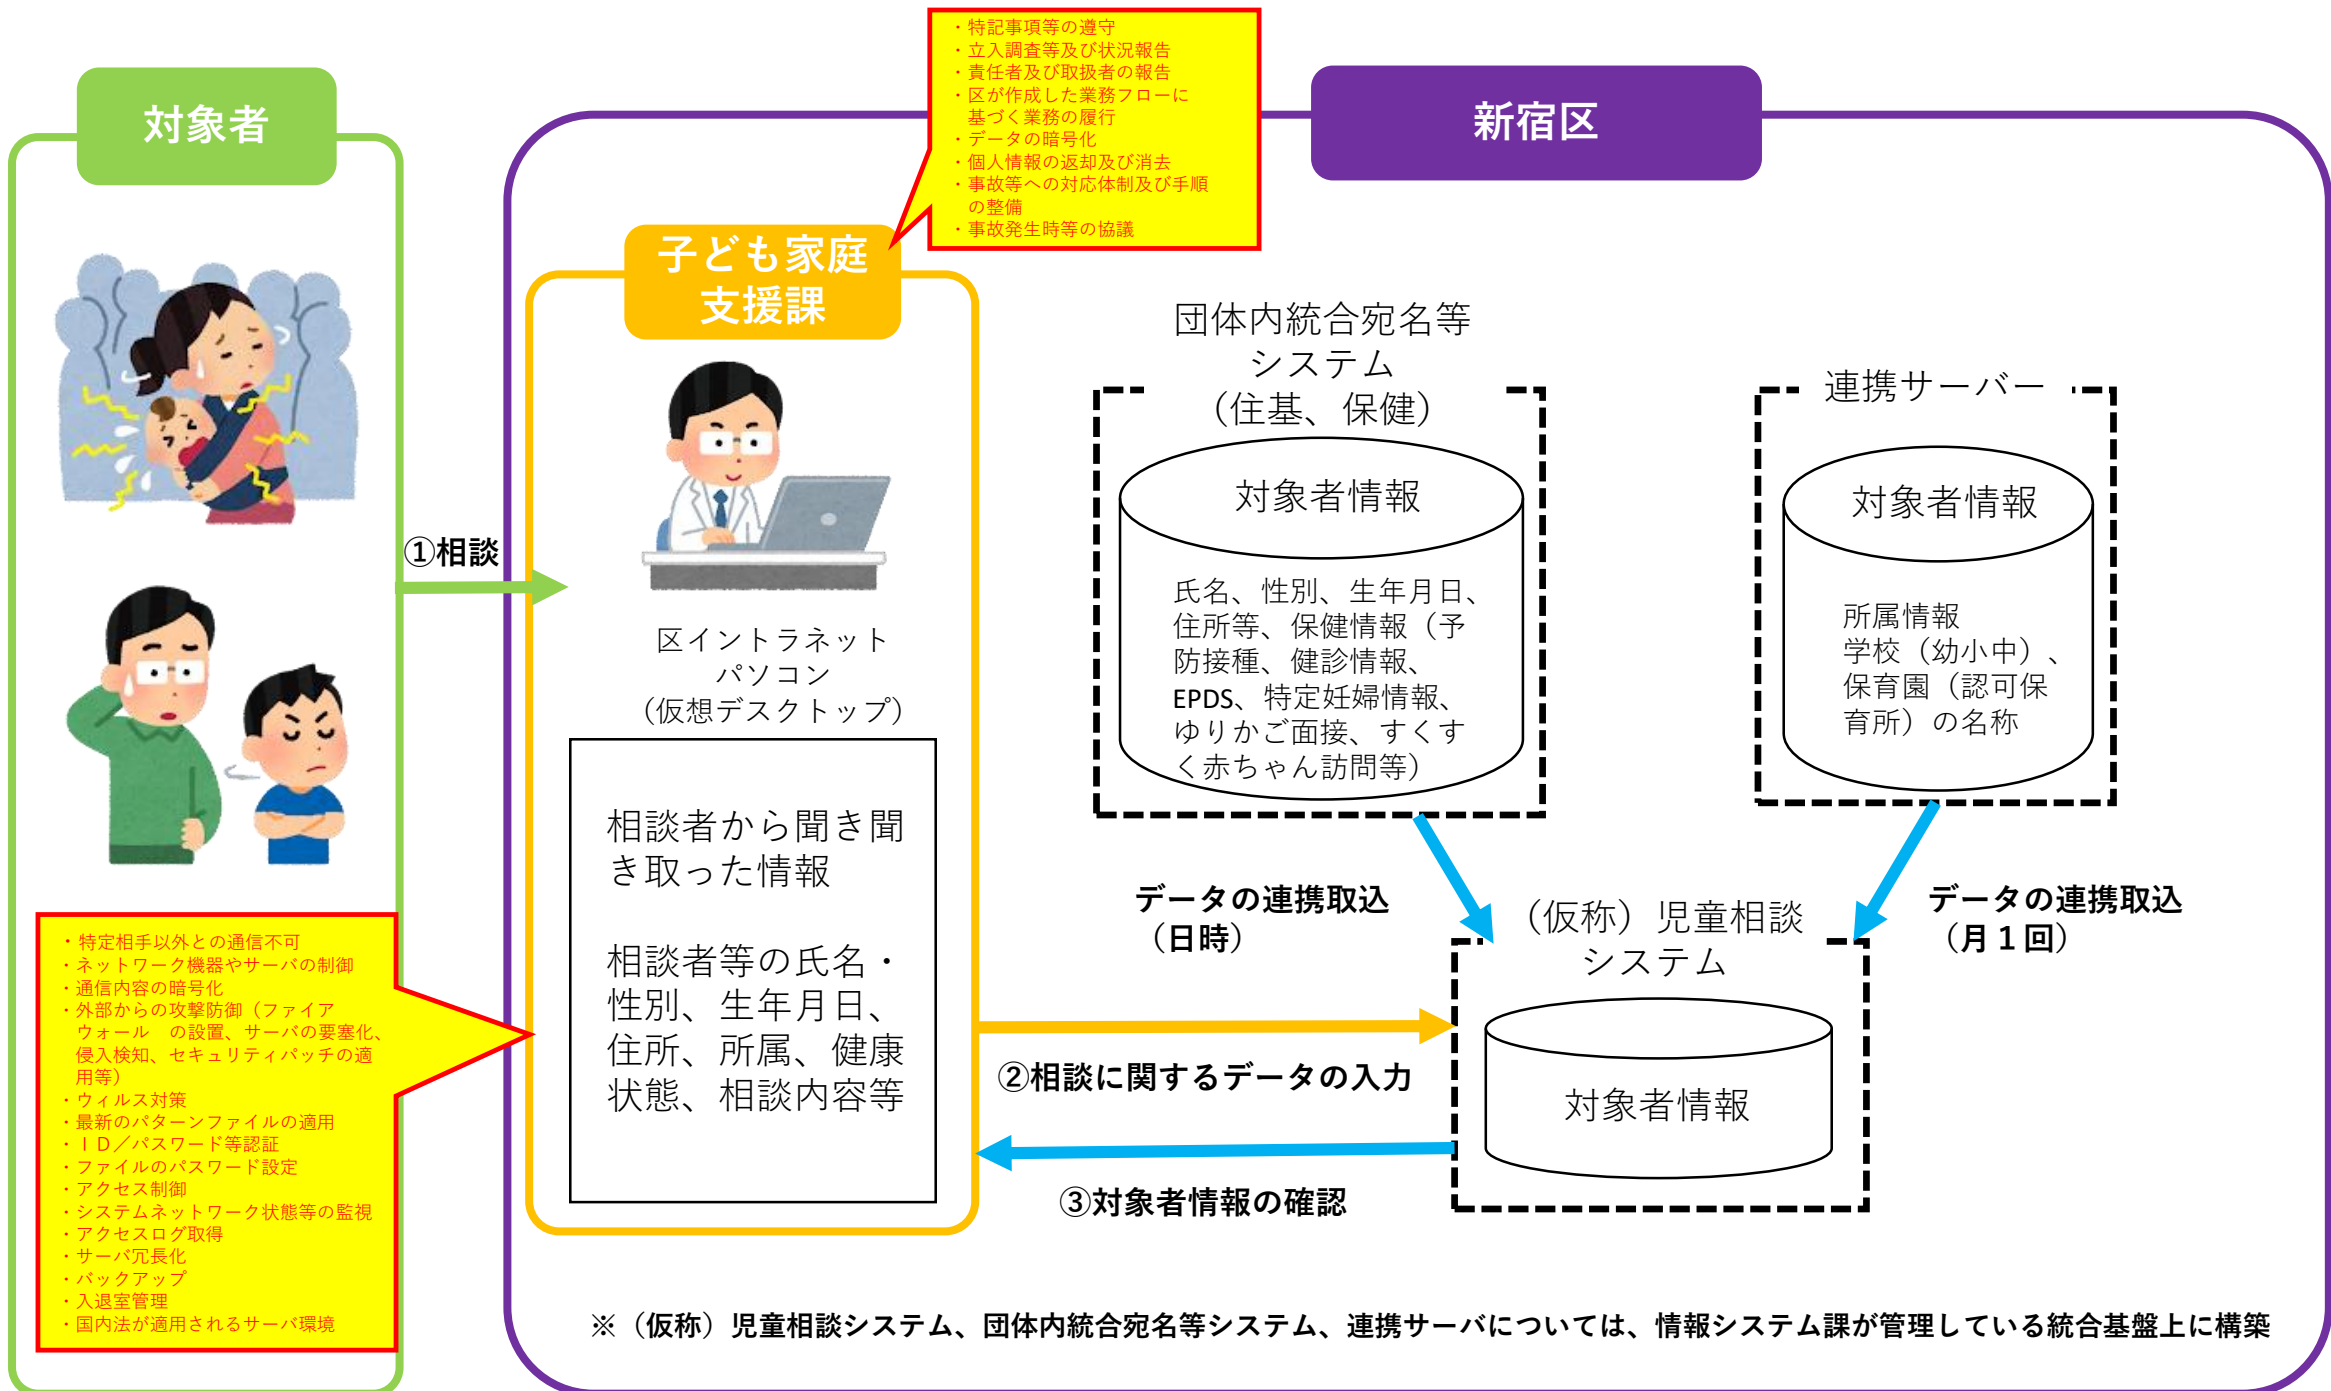 ・特記事項等の遵守
・立入調査等及び状況報告
・責任者及び取扱者の報告
・区が作成した業務フローに
基づく業務の履行
・データの暗号化
・個人情報の返却及び消去
・事故等への対応体制及び手順
の整備
・事故発生時等の協議
対象者
新宿区
子ども家庭
支援課
団体内統合宛名等
システム
（住基、保健）
対象者情報
氏名、性別、生年月日、
住所等、保健情報（予
防接種、健診情報、
EPDS、特定妊婦情報、
ゆりかご面接、すくす
く赤ちゃん訪問等）
連携サーバー
対象者情報
所属情報
学校（幼小中）、
保育園（認可保
育所）の名称
①相談
区イントラネット
パソコン
（仮想デスクトップ）
相談者から聞き聞
き取った情報
相談者等の氏名・
性別、生年月日、
住所、所属、健康
状態、相談内容等
データの連携取込
（日時）
データの連携取込
（月１回）
（仮称）児童相談
システム
対象者情報
②相談に関するデータの入力
③対象者情報の確認
・特定相手以外との通信不可
・ネットワーク機器やサーバの制御
・通信内容の暗号化
・外部からの攻撃防御（ファイア
ウォール　の設置、サーバの要塞化、
侵入検知、セキュリティパッチの適
用等）
・ウィルス対策
・最新のパターンファイルの適用
・ＩＤ／パスワード等認証
・ファイルのパスワード設定
・アクセス制御
・システムネットワーク状態等の監視
・アクセスログ取得
・サーバ冗長化
・バックアップ
・入退室管理
・国内法が適用されるサーバ環境
※（仮称）児童相談システム、団体内統合宛名等システム、連携サーバについては、情報システム課が管理している統合基盤上に構築